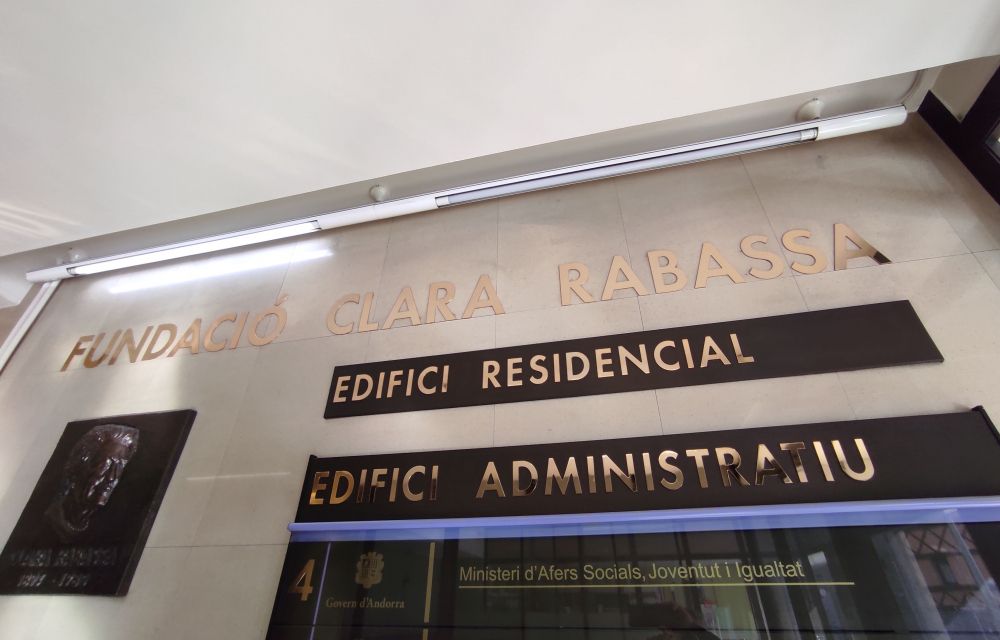 FUNDACIÓ CLARA RABASSA
EDIFICI RESIDENCIAL
EDIFICI ADMINISTRATIU
4
Govern d'Andorra
Ministeri d'Afers Socials, Joventut i Igualtat